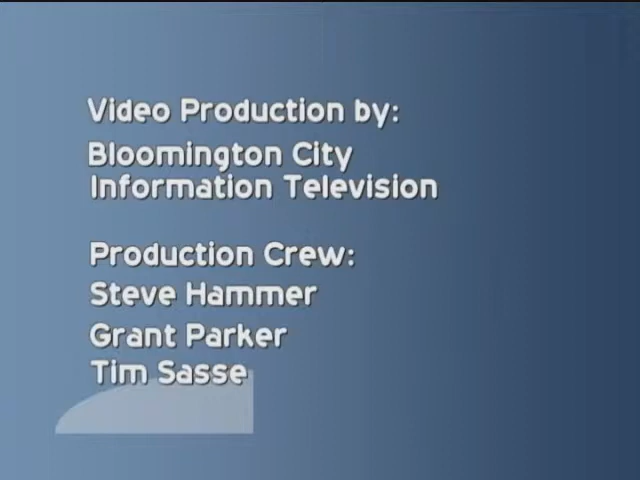 Video Production by:
Bloomington City
Information Television
Production Crew:
Steve Hammer
Grant Parker
Tim Sasse